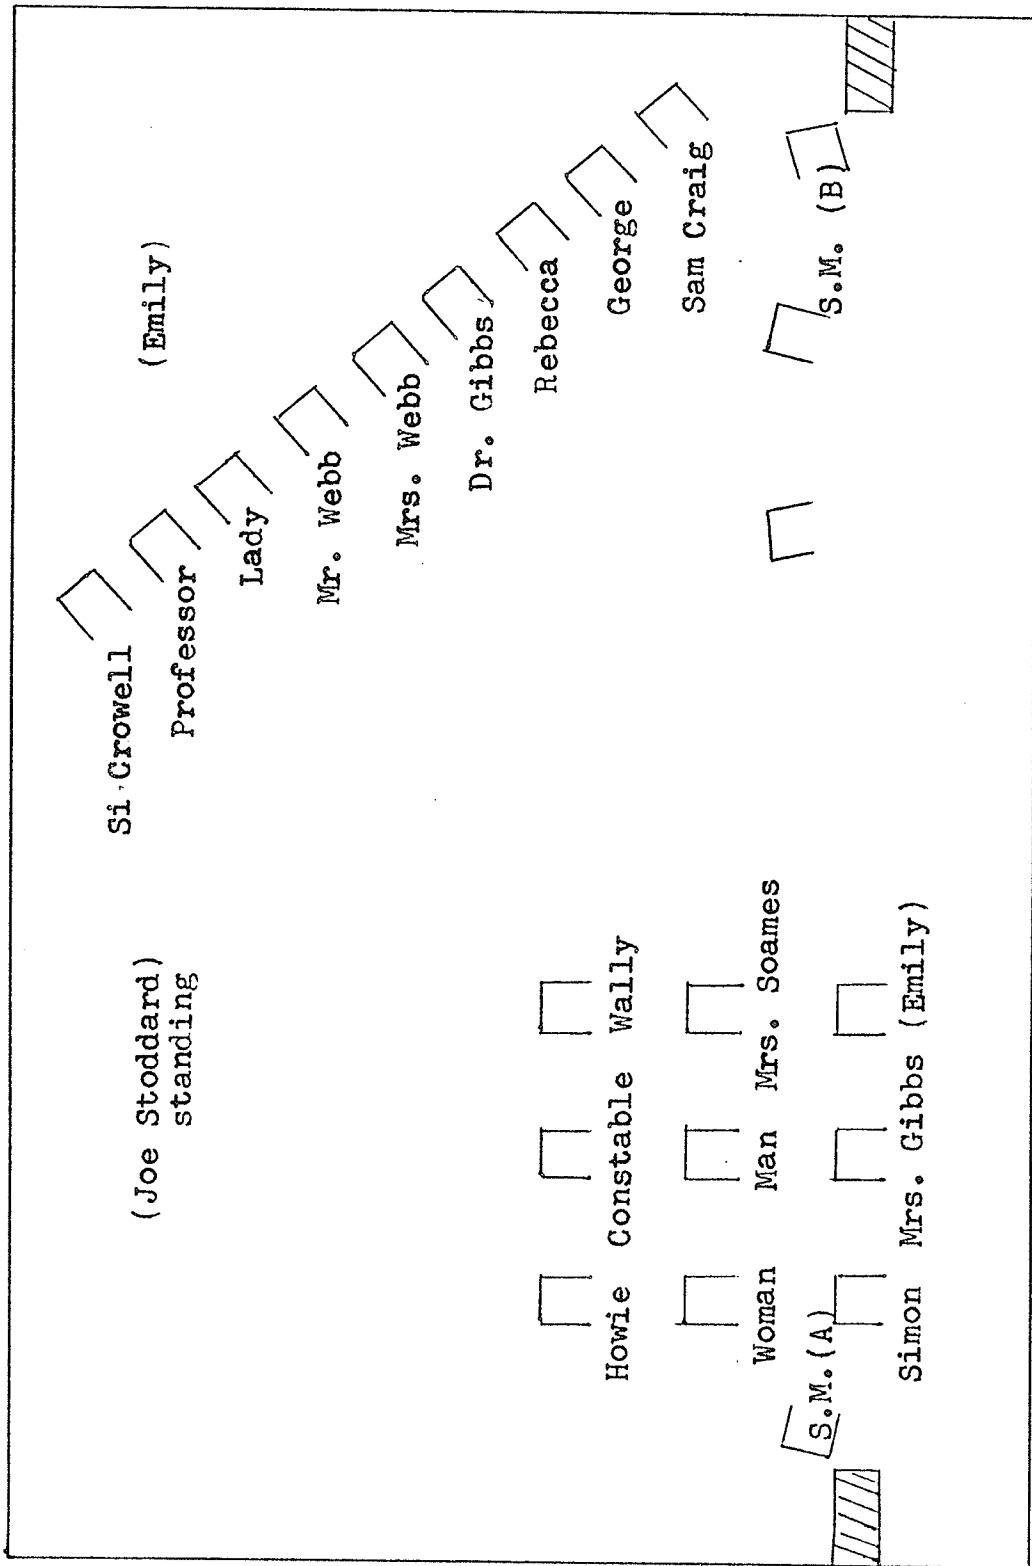 (Joe Stoddard)
standing
(Emily)
Si Crowell
Professor
Lady
Mr. Webb
Mrs. Webb
Dr. Gibbs
Rebecca
George
Sam Craig
Howie Constable Wally
Woman Man Mrs. Soames
S.M.(A)
S.M. (B)
Simon Mrs. Gibbs (Emily)